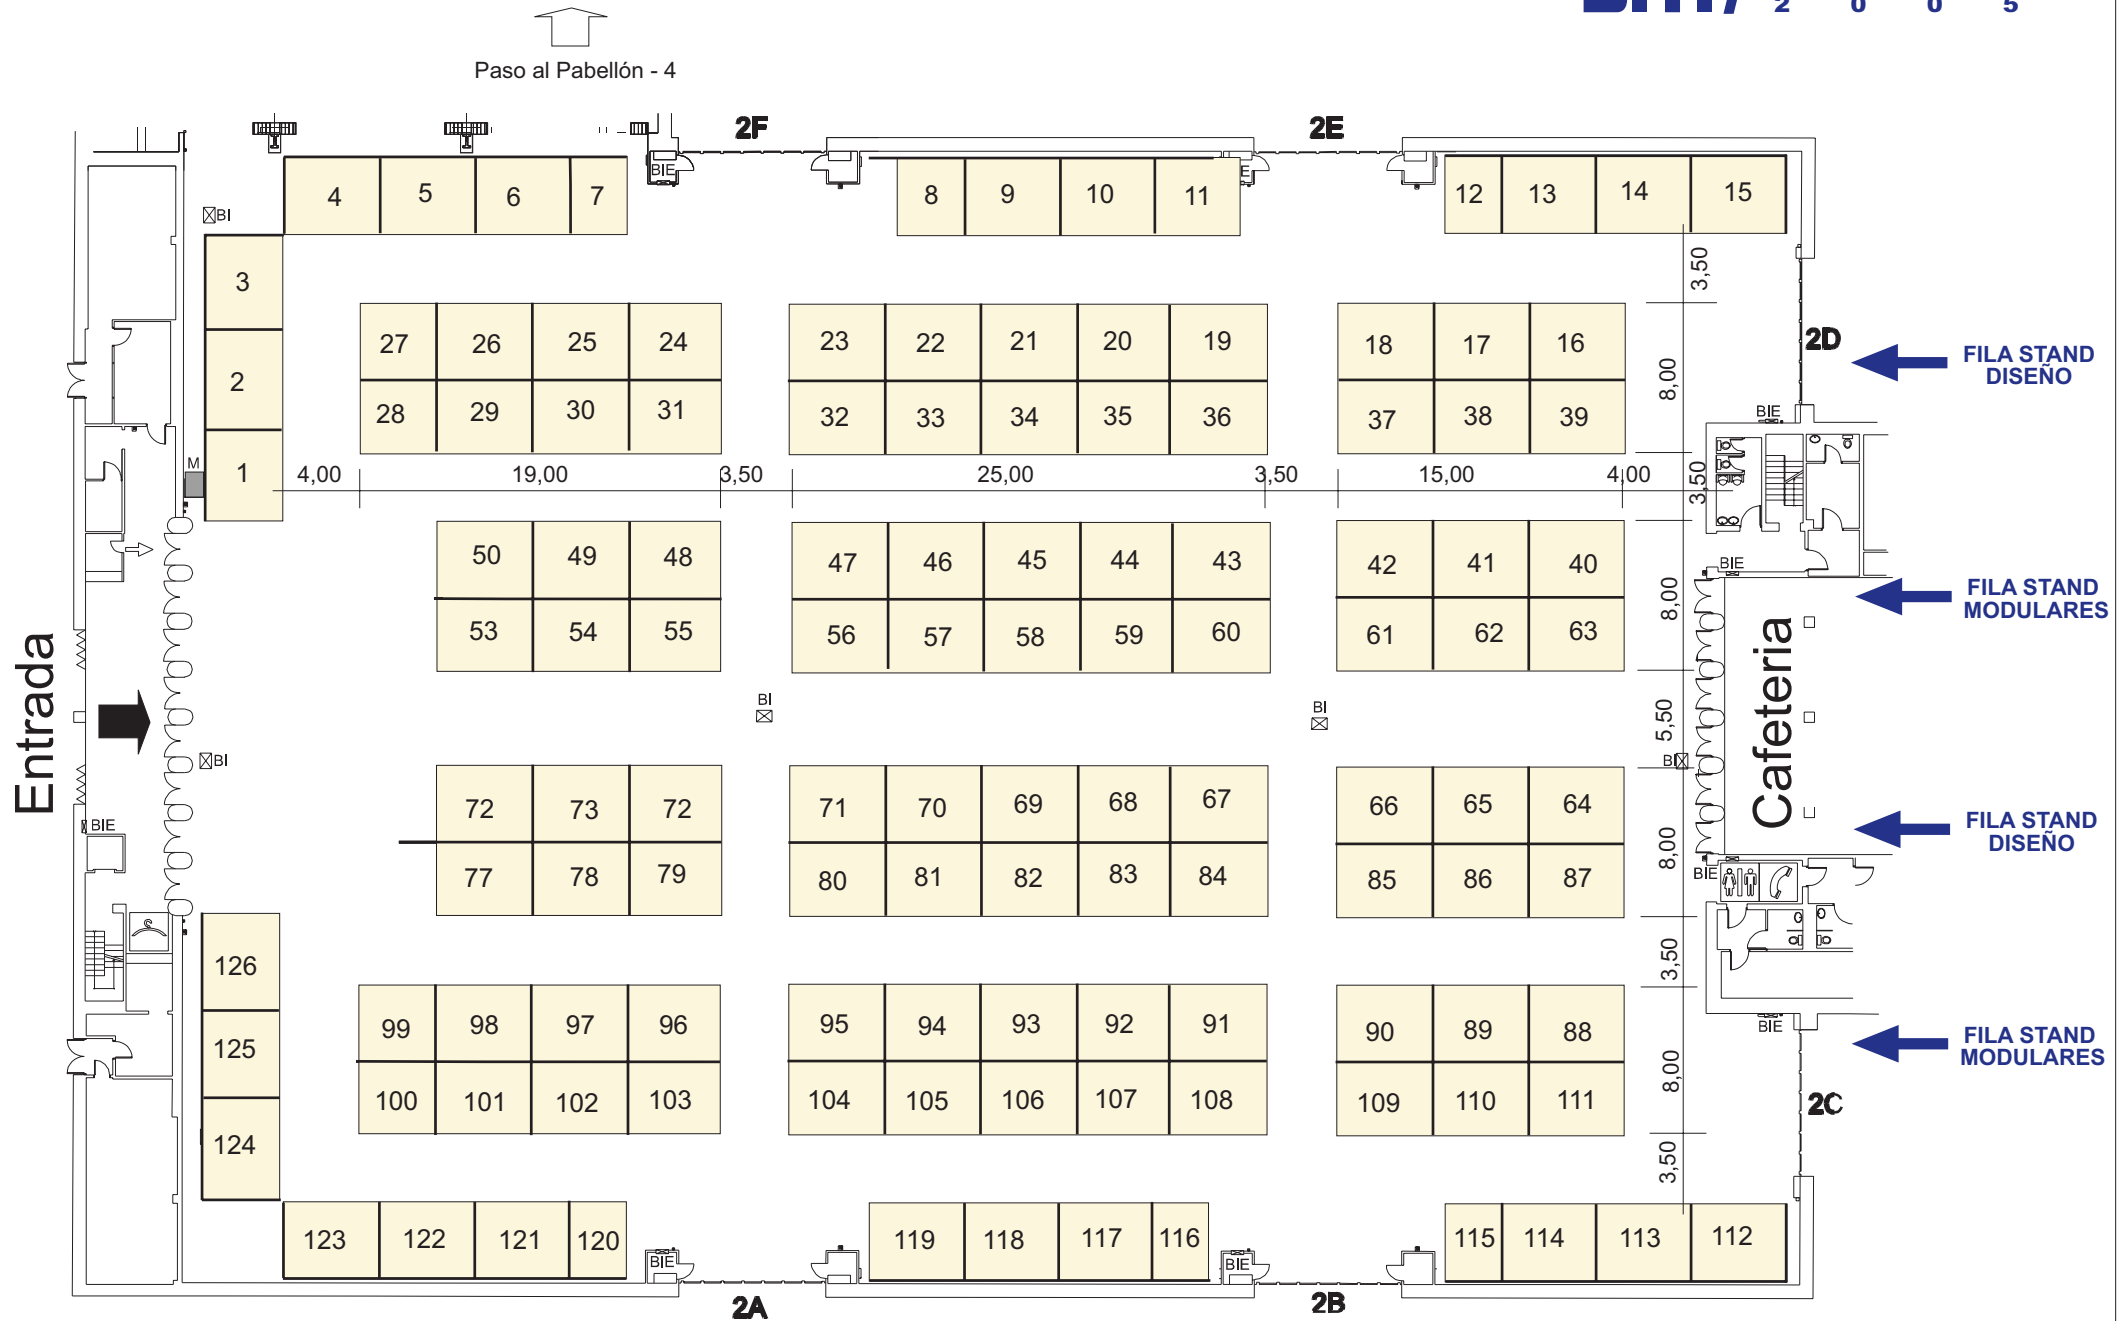 2 0 0 5
Paso al Pabellón - 4
2F 2E
BIE
4 5 6 7 8 9 10 11 12 13 14 15
BI
3
3,50
27 26 25 24 23 22 21 20 19 18 17 16
2D
FILA STAND
DISEÑO
2
8,00
28 29 30 31 32 33 34 35 36 37 38 39
BIE
M
1
4,00 19,00 3,50 25,00 3,50 15,00 4,00
3,50
50 49 48 47 46 45 44 43 42 41 40
BIE
8,00
FILA STAND
MODULARES
53 54 55 56 57 58 59 60 61 62 63
Entrada
Cafeteria
BI BI
5,50
BI BI
72 73 72 71 70 69 68 67 66 65 64
BIE
FILA STAND
DISEÑO
8,00
77 78 79 80 81 82 83 84 85 86 87
BIE
126
3,50
99 98 97 96 95 94 93 92 91 90 89 88
BIE
FILA STAND
MODULARES
125
8,00
100 101 102 103 104 105 106 107 108 109 110 111
2C
124
3,50
123 122 121 120 119 118 117 116 115 114 113 112
BIE BIE
2A 2B